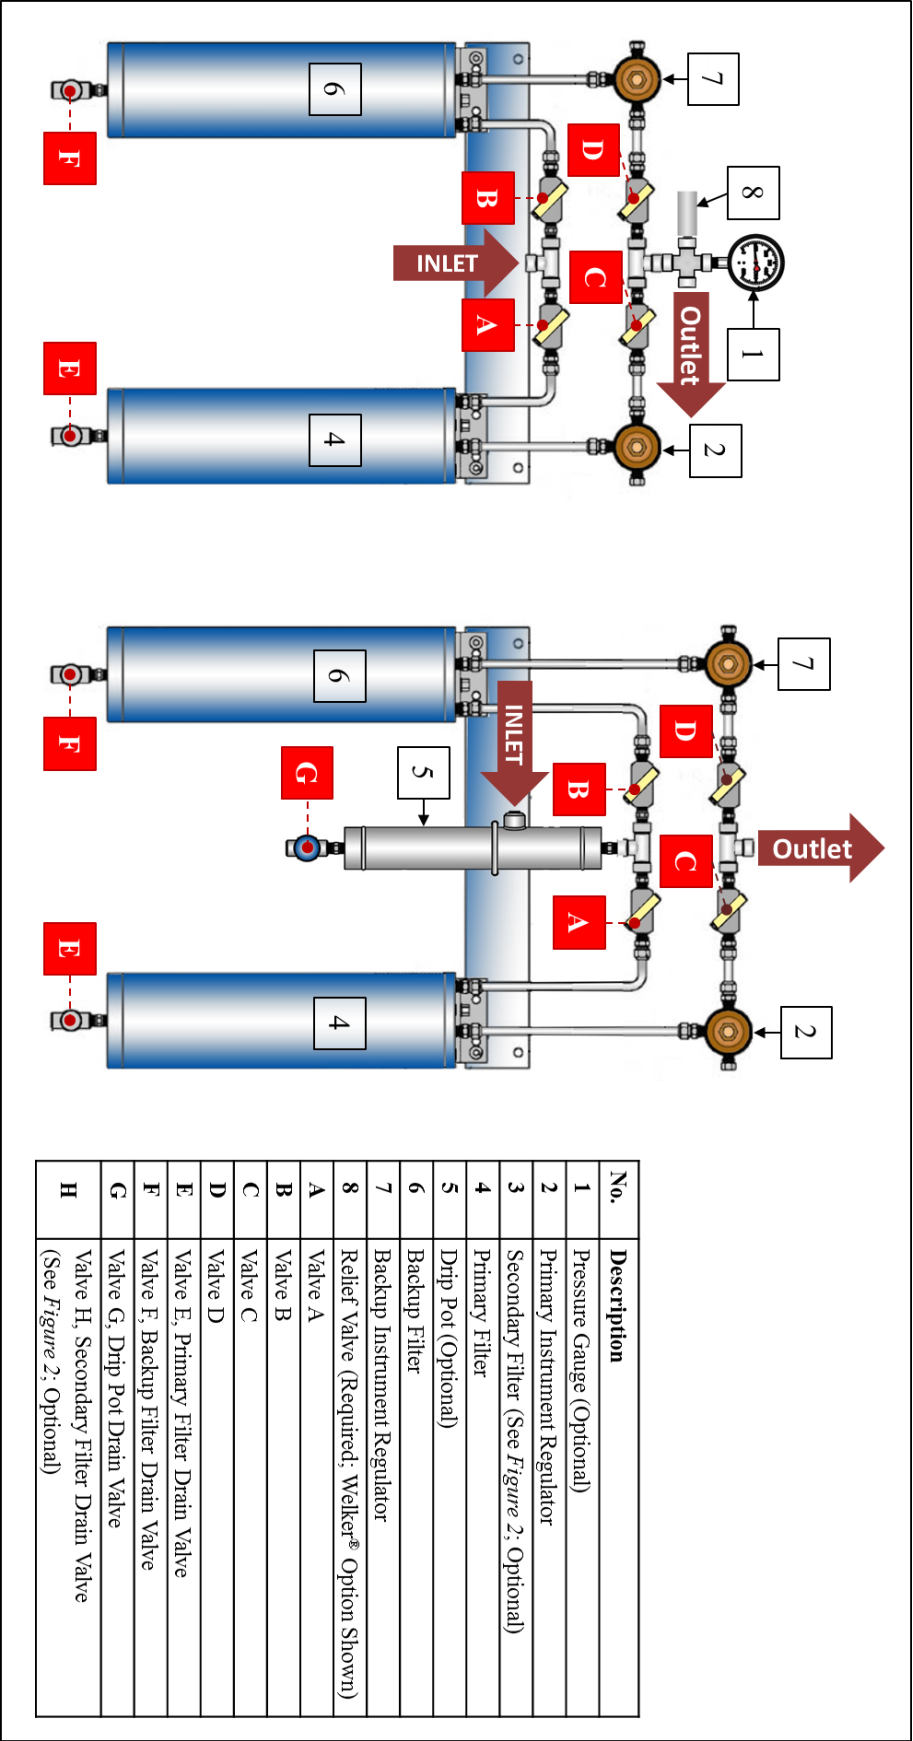 7
8
1
2
6
4
D
B
C
A
F
E
INLET
Outlet
7
2
6
5
4
D
B
C
A
G
F
E
INLET
Outlet
No. Description
1 Pressure Gauge (Optional)
2 Primary Instrument Regulator
3 Secondary Filter (See Figure 2; Optional)
4 Primary Filter
5 Drip Pot (Optional)
6 Backup Filter
7 Backup Instrument Regulator
8 Relief Valve (Required; Welker® Option Shown)
A Valve A
B Valve B
C Valve C
D Valve D
E Valve E, Primary Filter Drain Valve
F Valve F, Backup Filter Drain Valve
G Valve G, Drip Pot Drain Valve
H Valve H, Secondary Filter Drain Valve
(See Figure 2; Optional)